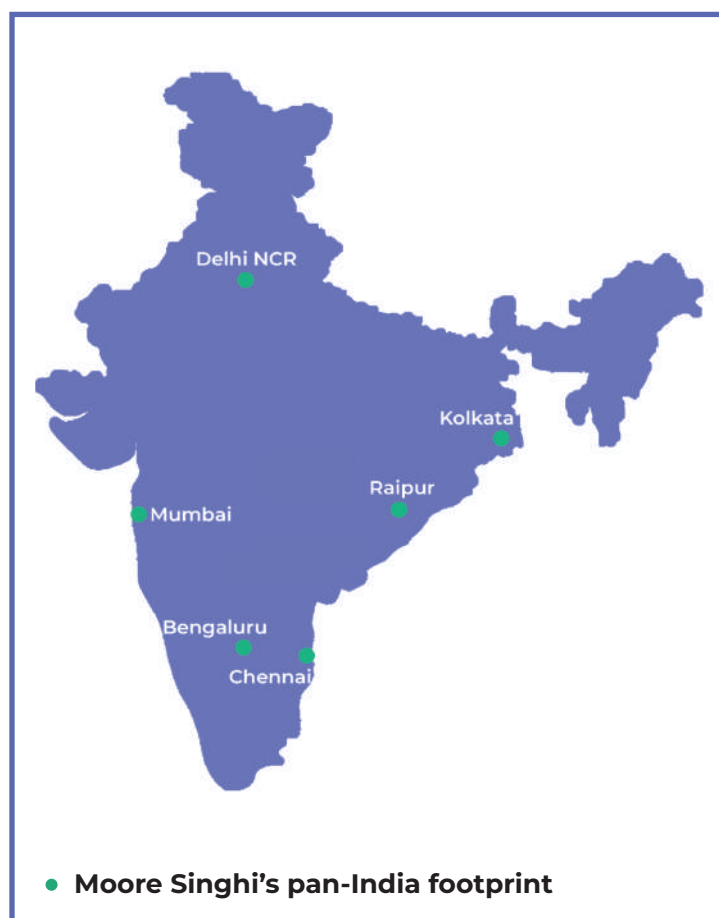 Delhi NCR
Kolkata
Raipur
Mumbai
Bengaluru
Chennai
Moore Singhi’s pan-India footprint